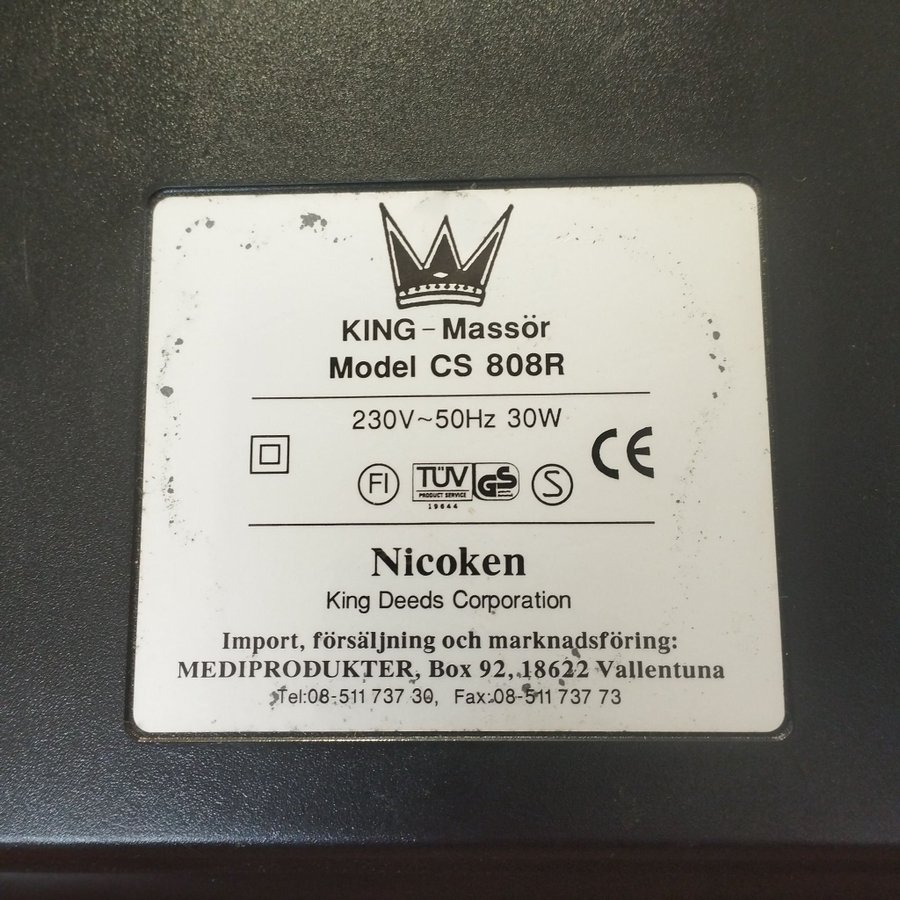 KING - Massör
Model CS 808R
230V~50Hz 30W
CE
FI TÜV GS S
PRODUCT SERVICE
19644
Nicoken
King Deeds Corporation
Import, försäljning och marknadsföring:
MEDIPRODUKTER, Box 92, 18622 Vallentuna
Tel:08-511 737 30, Fax:08-511 737 73